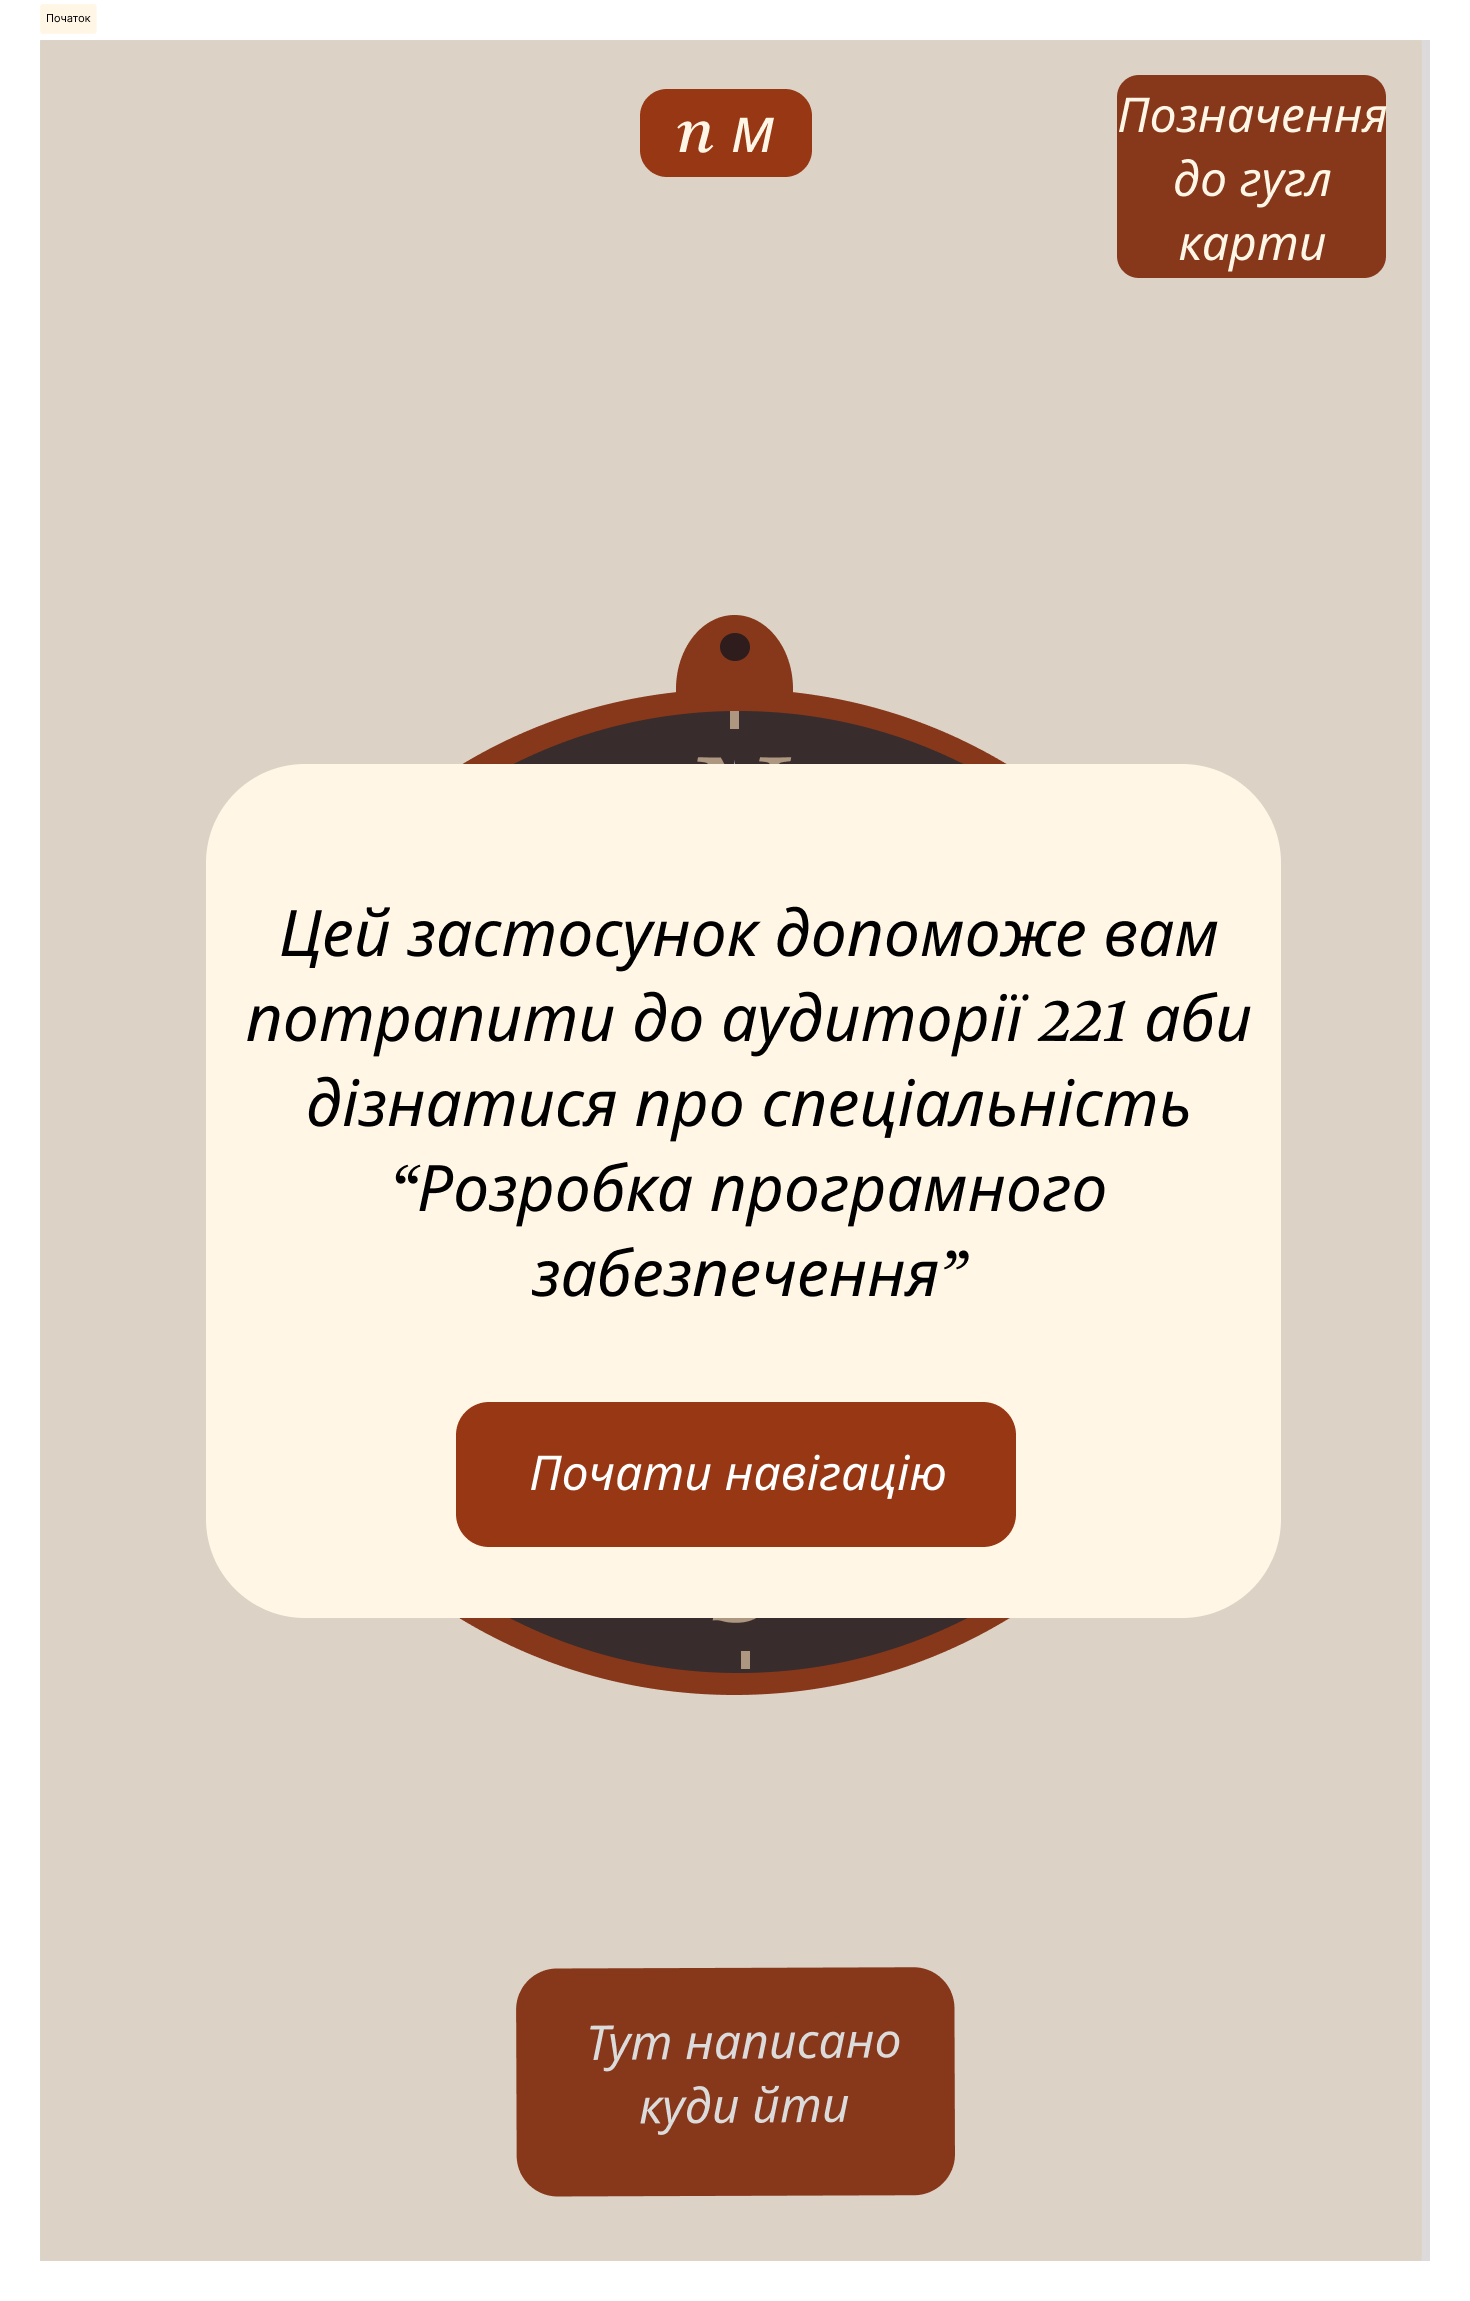 Початок
n м
Позначення
до гугл
карти
Цей застосунок допоможе вам
потрапити до аудиторії 221 аби
дізнатися про спеціальність
“Розробка програмного
забезпечення”
Почати навігацію
Тут написано
куди йти